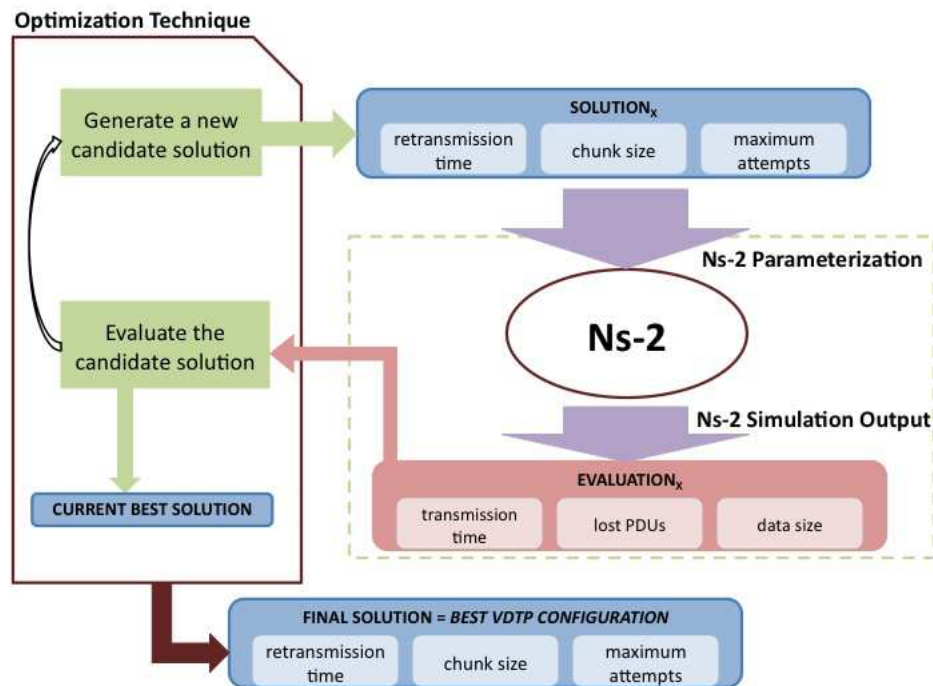 Optimization Technique
Generate a new
candidate solution
SOLUTIONx
retransmission
time
chunk size
maximum
attempts
Ns-2 Parameterization
Ns-2
Evaluate the
candidate solution
Ns-2 Simulation Output
EVALUATIONx
transmission
time
lost PDUs
data size
CURRENT BEST SOLUTION
FINAL SOLUTION = BEST VDTP CONFIGURATION
retransmission
time
chunk size
maximum
attempts